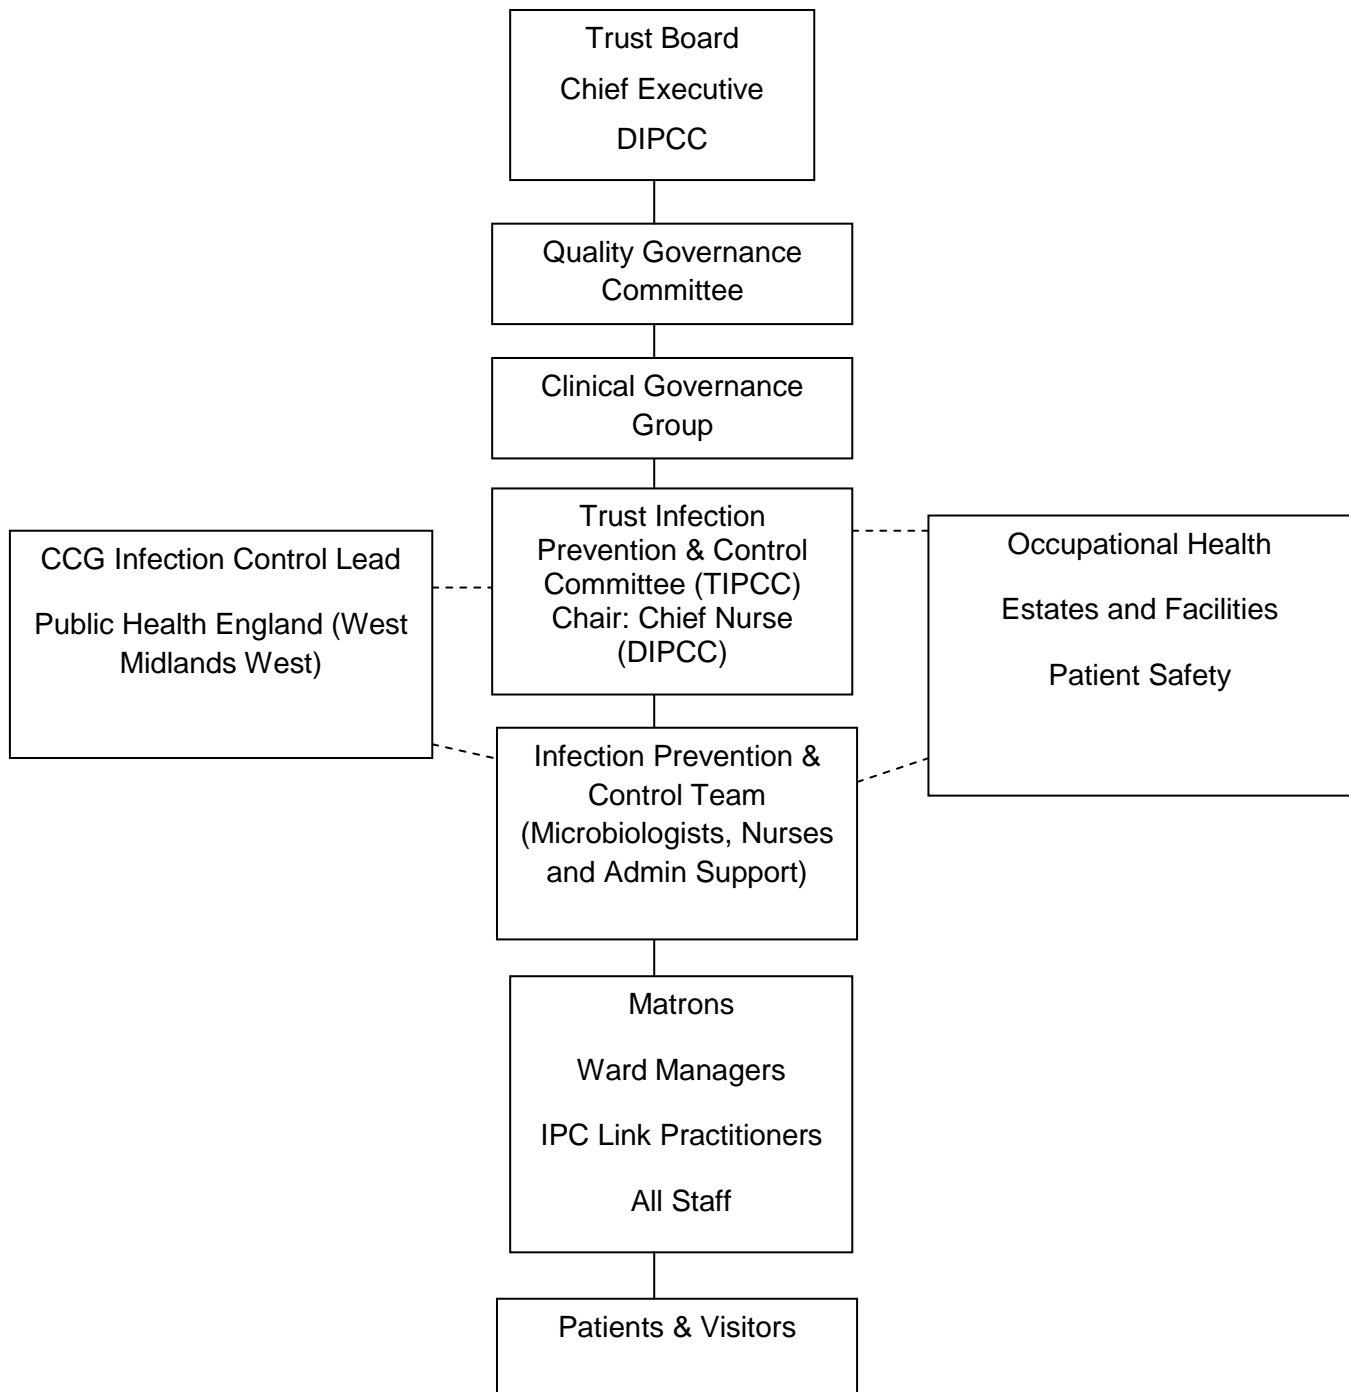 Trust Board
Chief Executive
DIPCC
Quality Governance
Committee
Clinical Governance
Group
Trust Infection
Prevention & Control
Committee (TIPCC)
Chair: Chief Nurse
(DIPCC)
CCG Infection Control Lead
Public Health England (West
Midlands West)
Occupational Health
Estates and Facilities
Patient Safety
Infection Prevention &
Control Team
(Microbiologists, Nurses
and Admin Support)
Matrons
Ward Managers
IPC Link Practitioners
All Staff
Patients & Visitors